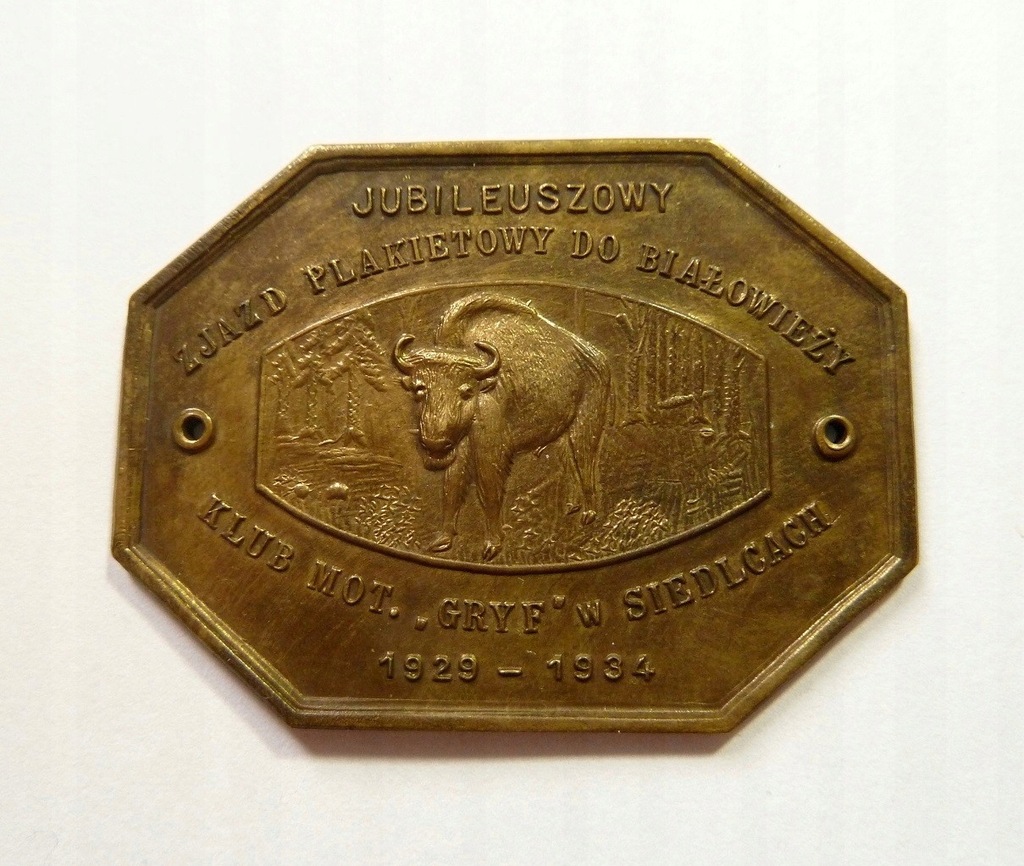 JUBILEUSZOWY
ZJAZD PLAKIETOWY DO BIAŁOWIEŻY
KLUB MOT. „GRYF" W SIEDLCACH
1929 – 1934